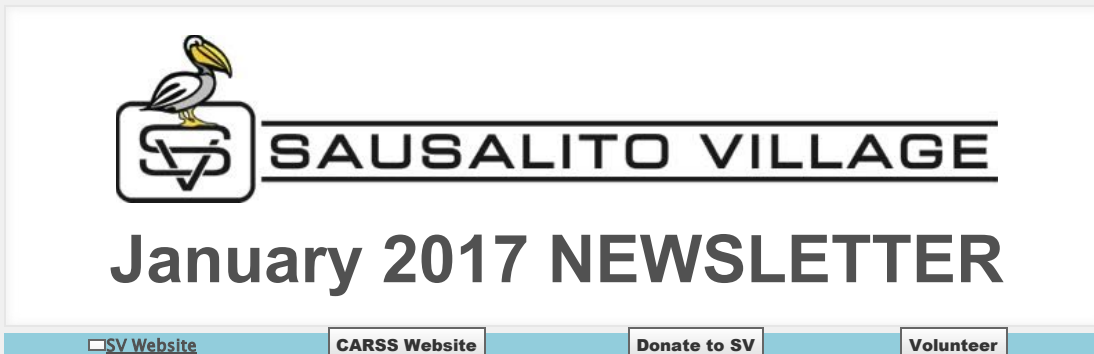 SV SAUSALITO VILLAGE
January 2017 NEWSLETTER
SV Website CARSS Website Donate to SV Volunteer